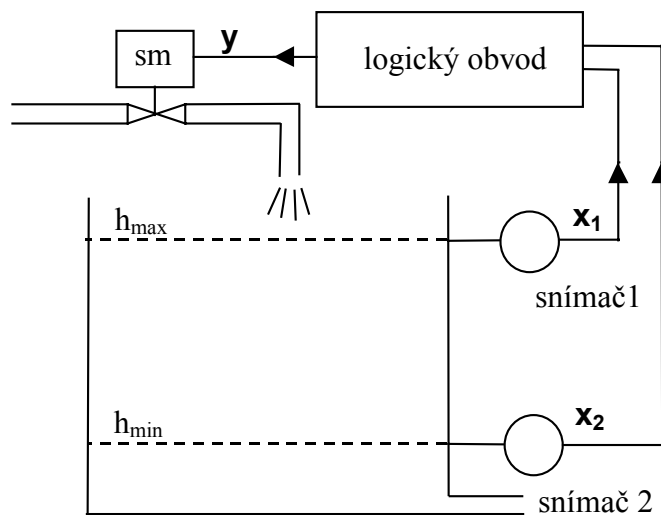 sm
y
logický obvod
hmax
x1
snímač1
hmin
x2
snímač 2